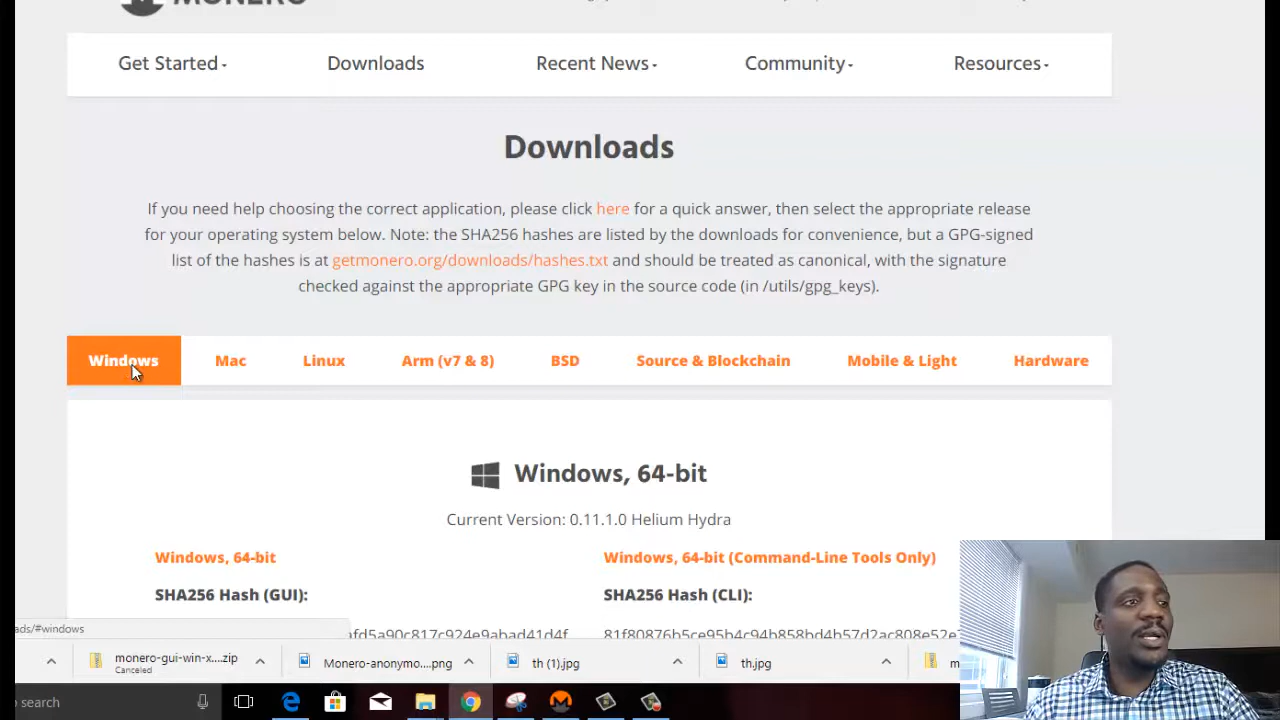 MONERO
Get Started
Downloads
Recent News
Community
Resources
Downloads
If you need help choosing the correct application, please click here for a quick answer, then select the appropriate release
for your operating system below. Note: the SHA256 hashes are listed by the downloads for convenience, but a GPG-signed
list of the hashes is at getmonero.org/downloads/hashes.txt and should be treated as canonical, with the signature
checked against the appropriate GPG key in the source code (in /utils/gpg_keys).
Windows
Mac
Linux
Arm (v7 & 8)
BSD
Source & Blockchain
Mobile & Light
Hardware
Windows, 64-bit
Current Version: 0.11.1.0 Helium Hydra
Windows, 64-bit
Windows, 64-bit (Command-Line Tools Only)
SHA256 Hash (GUI):
SHA256 Hash (CLI):
ads/#windows
monero-gui-win-x....zip
Canceled
Monero-anonymo....png
th (1).jpg
th.jpg
search